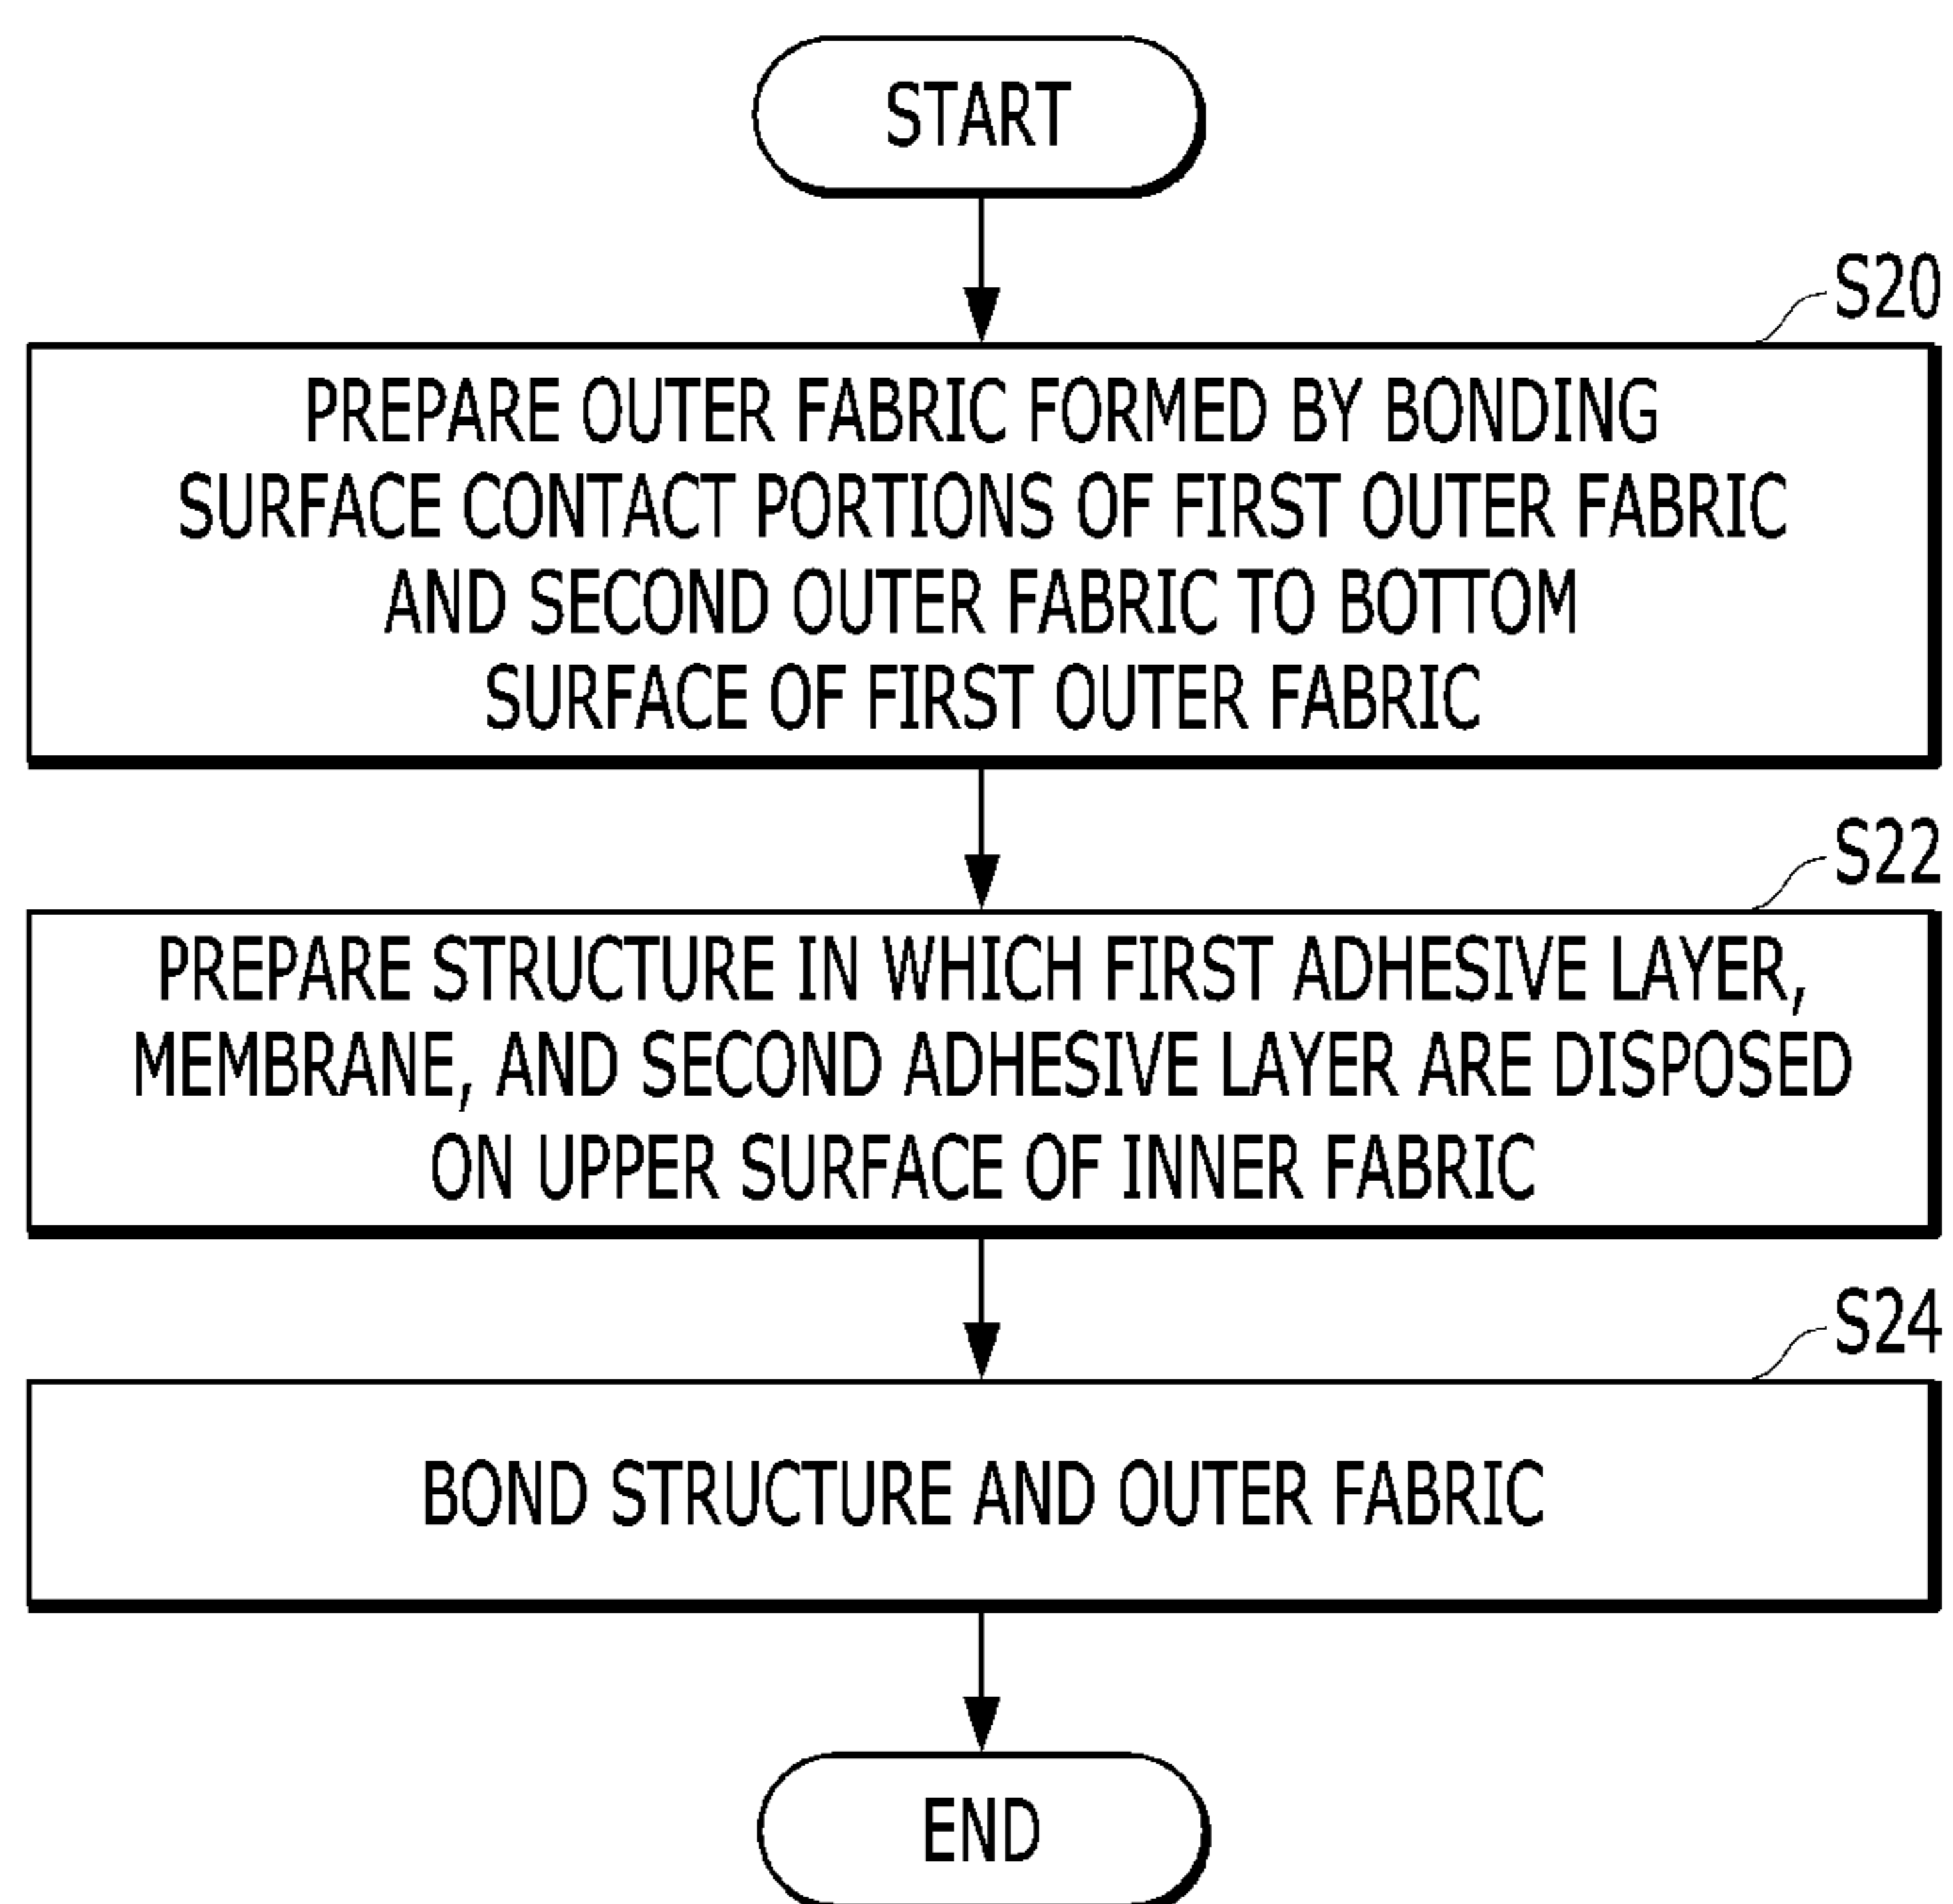 START
S20
PREPARE OUTER FABRIC FORMED BY BONDING
SURFACE CONTACT PORTIONS OF FIRST OUTER FABRIC
AND SECOND OUTER FABRIC TO BOTTOM
SURFACE OF FIRST OUTER FABRIC
S22
PREPARE STRUCTURE IN WHICH FIRST ADHESIVE LAYER,
MEMBRANE, AND SECOND ADHESIVE LAYER ARE DISPOSED
ON UPPER SURFACE OF INNER FABRIC
S24
BOND STRUCTURE AND OUTER FABRIC
END